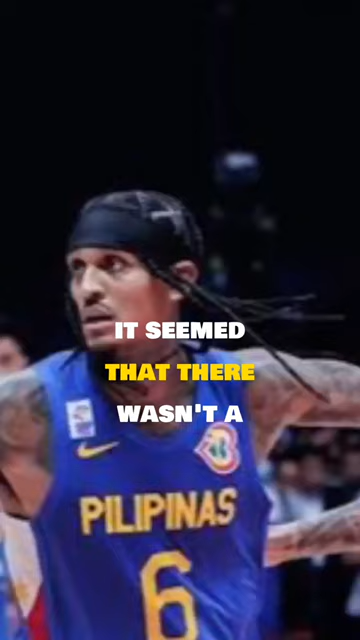 IT SEEMED
THAT THERE
WASN'T A
PILIPINAS
6